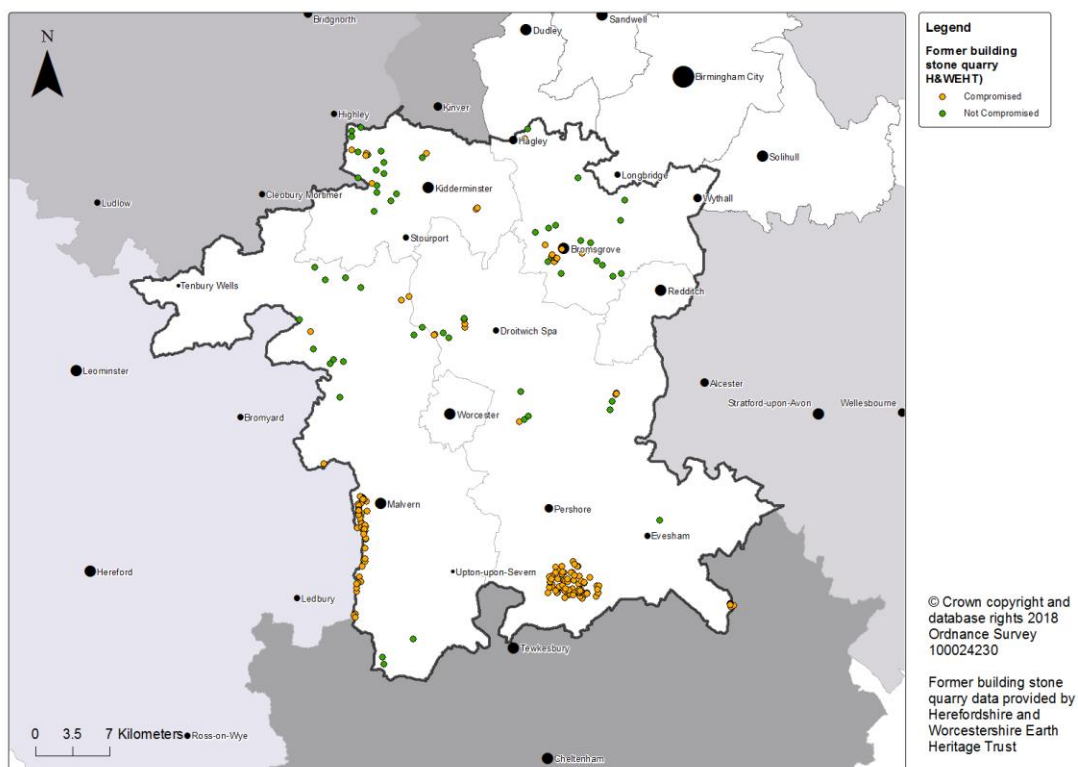 Bridgnorth
Sandwell
Dudley
N
Birmingham City
Highley
Kinver
Hagley
Solihull
Longbridge
Kidderminster
Cleobury Mortimer
Wythall
Ludlow
Stourport
Bromsgrove
Tenbury Wells
Redditch
Droitwich Spa
Leominster
Alcester
Stratford-upon-Avon
Wellesbourne
Bromyard
Worcester
Malvern
Pershore
Evesham
Hereford
Upton-upon-Severn
Ledbury
Tewkesbury
0 3.5 7 Kilometers
Ross-on-Wye
Cheltenham
Legend
Former building
stone quarry
H&WEHT)
Compromised
Not Compromised
© Crown copyright and
database rights 2018
Ordnance Survey
100024230
Former building stone
quarry data provided by
Herefordshire and
Worcestershire Earth
Heritage Trust